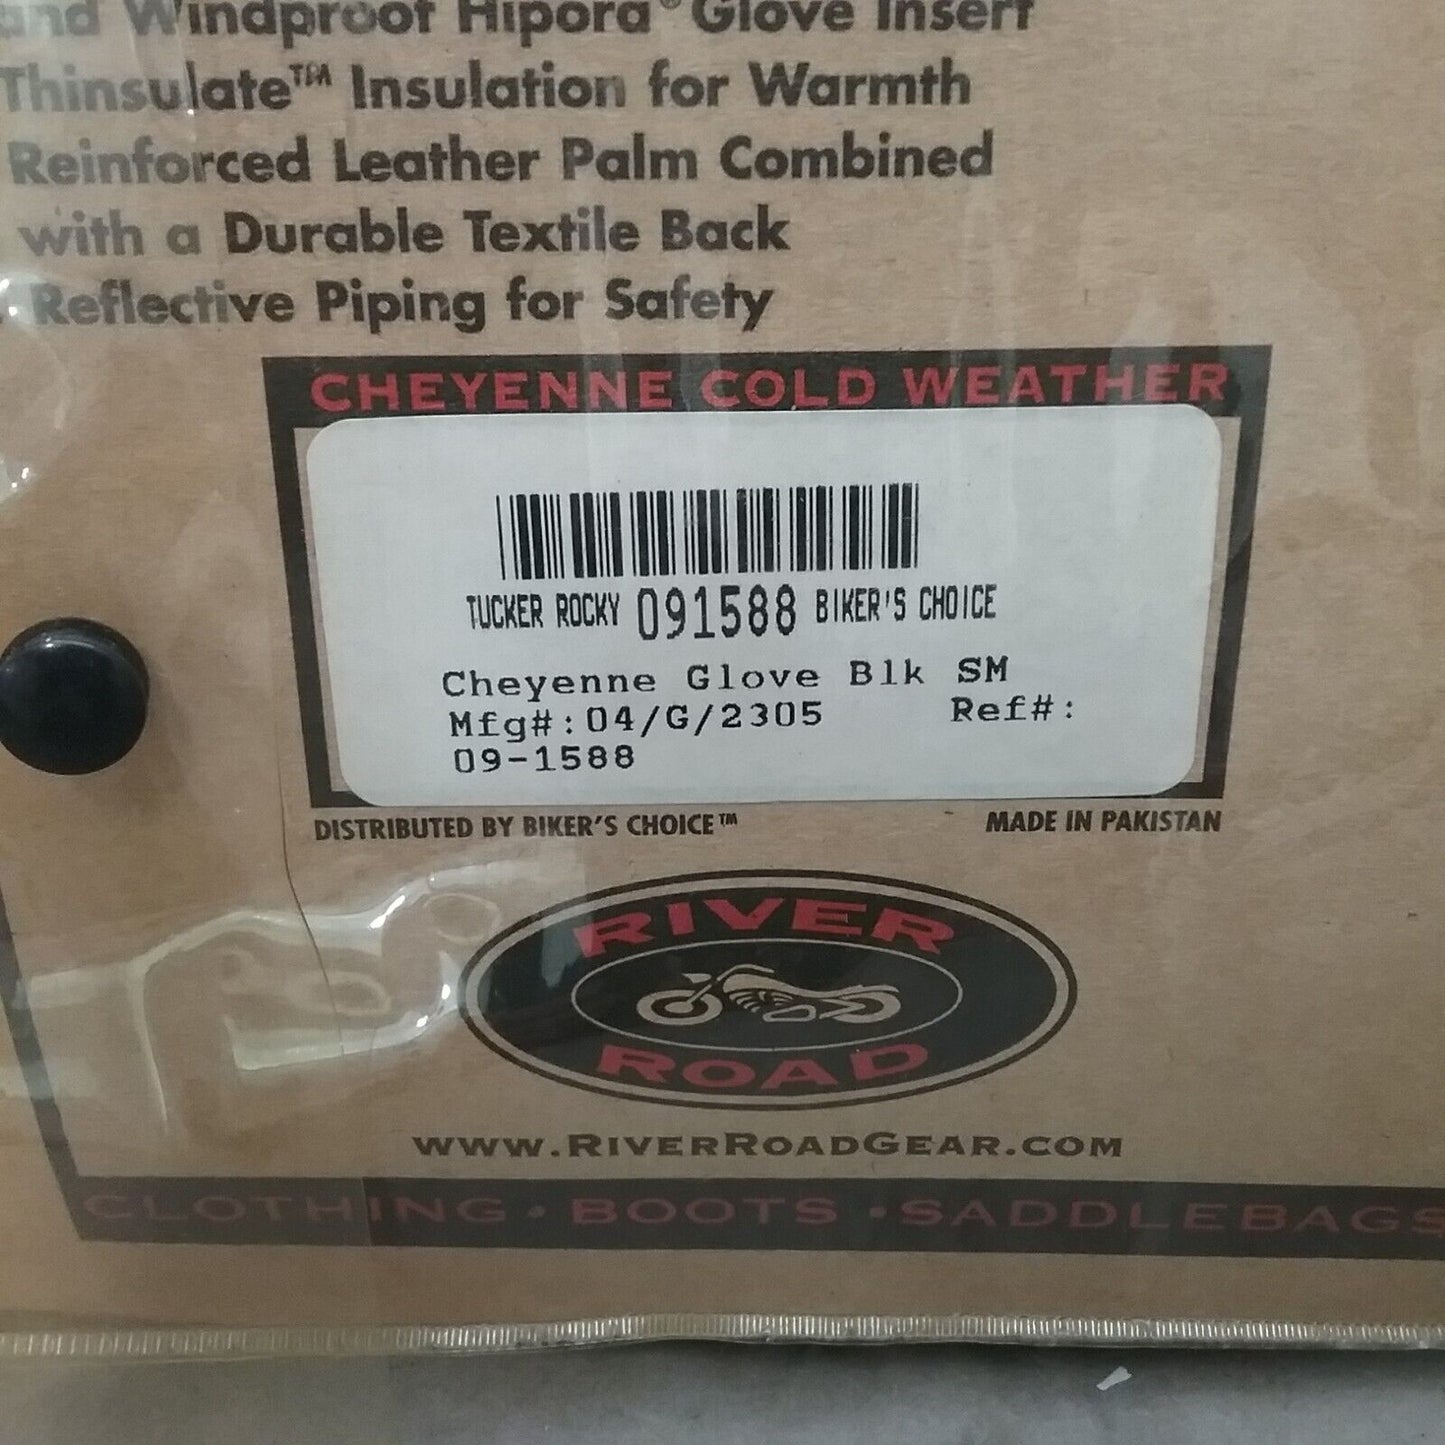 and Windproof Hipora® Glove Insert
Thinsulate™ Insulation for Warmth
Reinforced Leather Palm Combined
with a Durable Textile Back
Reflective Piping for Safety
CHEYENNE COLD WEATHER
TUCKER ROCKY 091588 BIKER'S CHOICE
Cheyenne Glove Blk SM
Mfg#:04/G/2305 Ref#:
09-1588
DISTRIBUTED BY BIKER'S CHOICE™ MADE IN PAKISTAN
RIVER
ROAD
WWW.RIVERROADGEAR.COM
CLOTHING • BOOTS • SADDLEBAGS